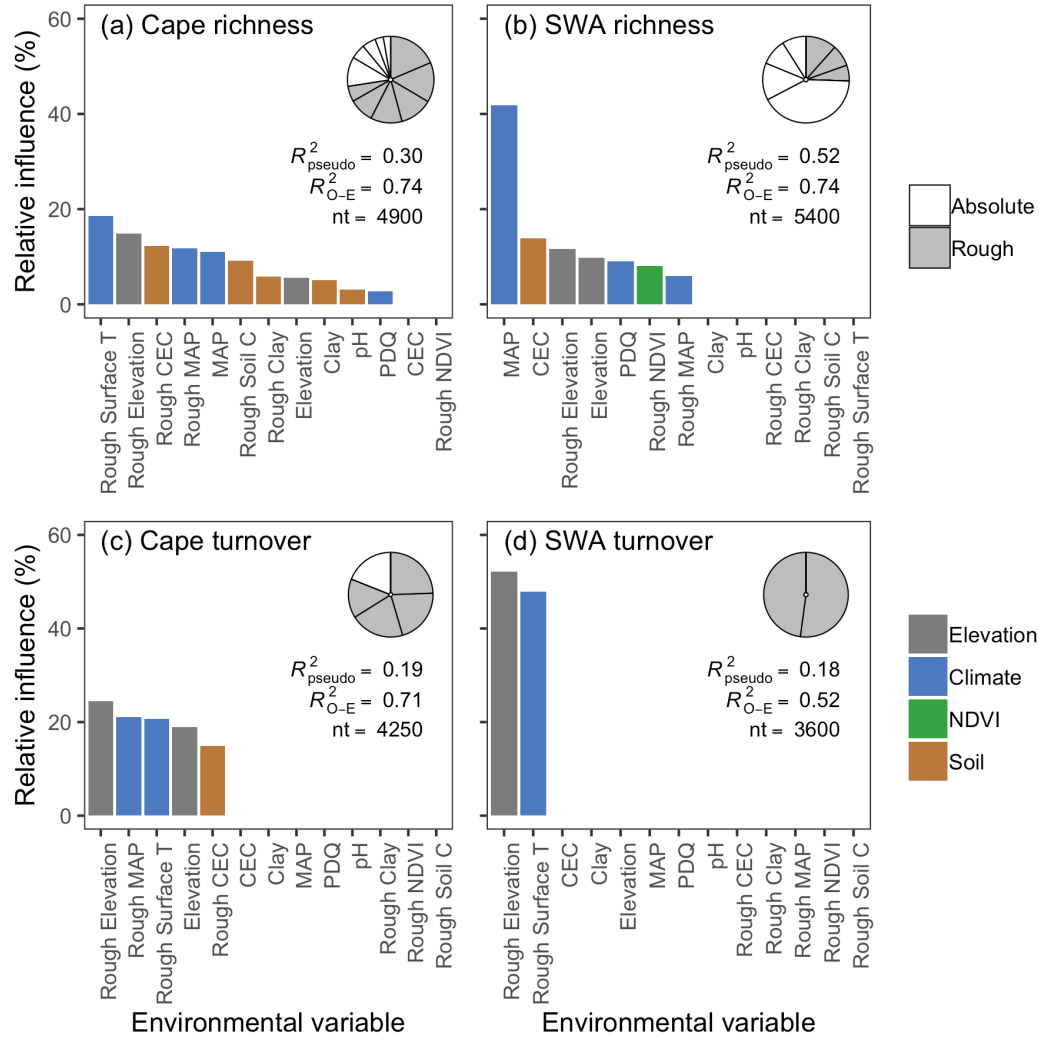 (a) Cape richness
Relative influence (%)
60
40
20
0
R²pseudo = 0.30
R²O−E = 0.74
nt = 4900
Rough Surface T
Rough Elevation
Rough CEC
Rough MAP
MAP
Rough Soil C
Rough Clay
Elevation
Clay
pH
PDQ
CEC
Rough NDVI
(b) SWA richness
R²pseudo = 0.52
R²O−E = 0.74
nt = 5400
MAP
CEC
Rough Elevation
Elevation
PDQ
Rough NDVI
Rough MAP
Clay
pH
Rough CEC
Rough Clay
Rough Soil C
Rough Surface T
Absolute
Rough
(c) Cape turnover
Relative influence (%)
60
40
20
0
R²pseudo = 0.19
R²O−E = 0.71
nt = 4250
Rough Elevation
Rough MAP
Rough Surface T
Elevation
Rough CEC
CEC
Clay
MAP
PDQ
pH
Rough Clay
Rough NDVI
Rough Soil C
Environmental variable
(d) SWA turnover
R²pseudo = 0.18
R²O−E = 0.52
nt = 3600
Rough Elevation
Rough Surface T
CEC
Clay
Elevation
MAP
PDQ
pH
Rough CEC
Rough Clay
Rough MAP
Rough NDVI
Rough Soil C
Environmental variable
Elevation
Climate
NDVI
Soil